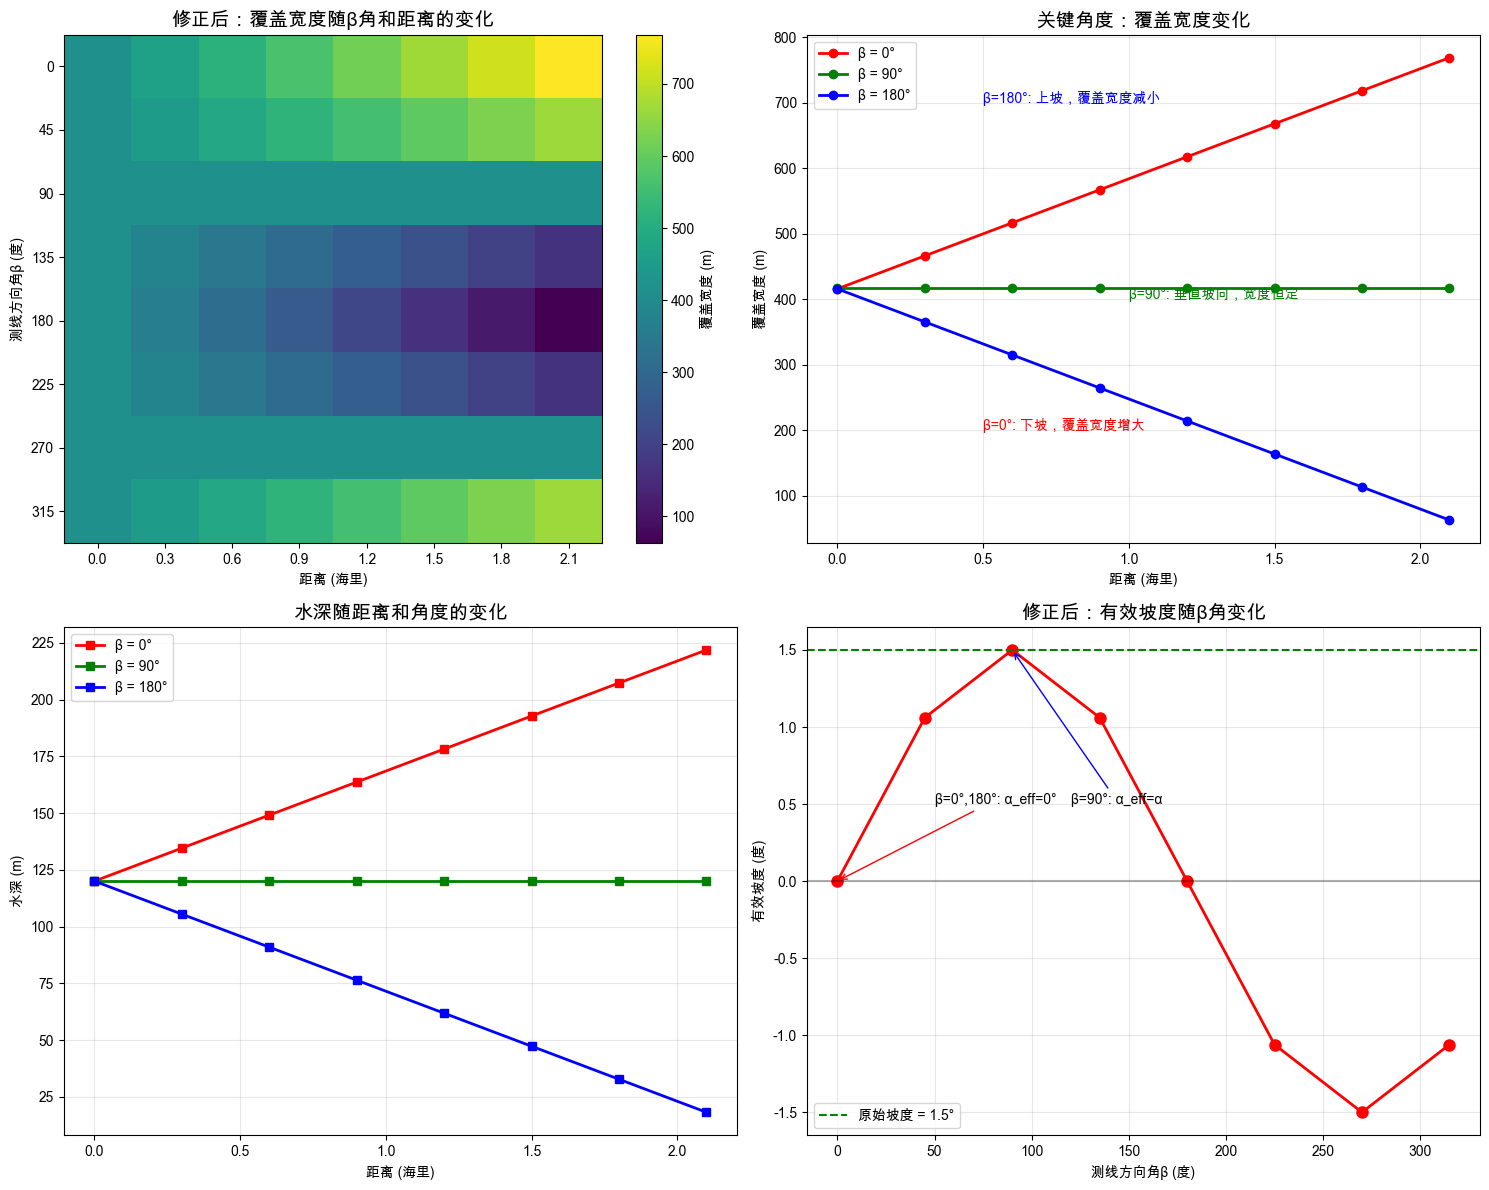 修正后：覆盖宽度随β角和距离的变化
测线方向角β (度)
0
45
90
135
180
225
270
315
0.0 0.3 0.6 0.9 1.2 1.5 1.8 2.1
距离 (海里)
700
600
500
400
300
200
100
覆盖宽度 (m)
关键角度：覆盖宽度变化
覆盖宽度 (m)
800
700
600
500
400
300
200
100
β = 0°
β = 90°
β = 180°
β=180°: 上坡，覆盖宽度减小
β=90°: 垂直坡向，宽度恒定
β=0°: 下坡，覆盖宽度增大
0.0 0.5 1.0 1.5 2.0
距离 (海里)
水深随距离和角度的变化
水深 (m)
225
200
175
150
125
100
75
50
25
β = 0°
β = 90°
β = 180°
0.0 0.5 1.0 1.5 2.0
距离 (海里)
修正后：有效坡度随β角变化
有效坡度 (度)
1.5
1.0
0.5
0.0
-0.5
-1.0
-1.5
β=0°,180°: α_eff=0°
β=90°: α_eff=α
原始坡度 = 1.5°
0 50 100 150 200 250 300
测线方向角β (度)